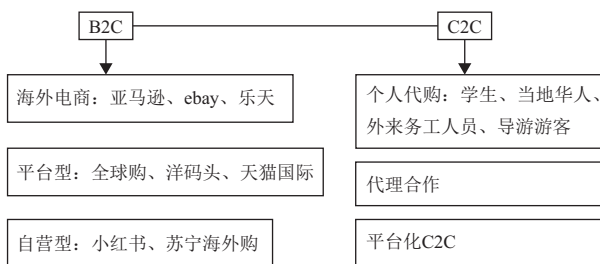 B2C
C2C
海外电商：亚马逊、ebay、乐天
平台型：全球购、洋码头、天猫国际
自营型：小红书、苏宁海外购
个人代购：学生、当地华人、
外来务工人员、导游游客
代理合作
平台化C2C